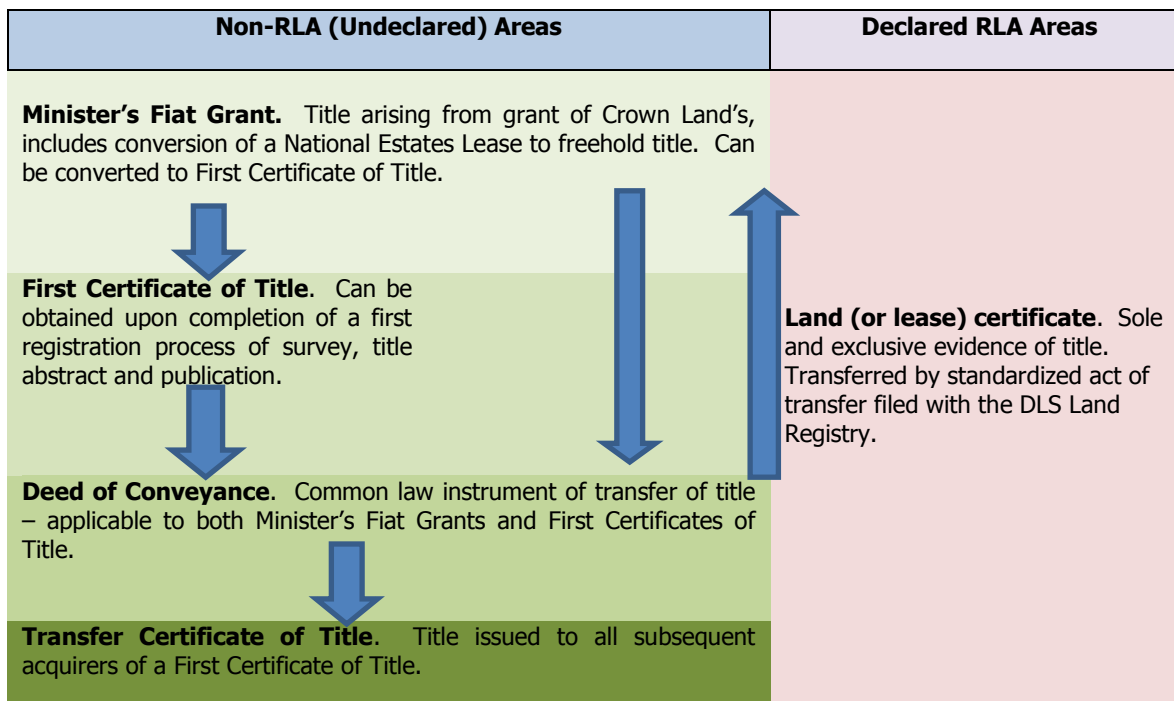 Non-RLA (Undeclared) Areas
Declared RLA Areas
Minister’s Fiat Grant. Title arising from grant of Crown Land’s,
includes conversion of a National Estates Lease to freehold title. Can
be converted to First Certificate of Title.
First Certificate of Title. Can be
obtained upon completion of a first
registration process of survey, title
abstract and publication.
Deed of Conveyance. Common law instrument of transfer of title
– applicable to both Minister’s Fiat Grants and First Certificates of
Title.
Transfer Certificate of Title. Title issued to all subsequent
acquirers of a First Certificate of Title.
Land (or lease) certificate. Sole
and exclusive evidence of title.
Transferred by standardized act of
transfer filed with the DLS Land
Registry.